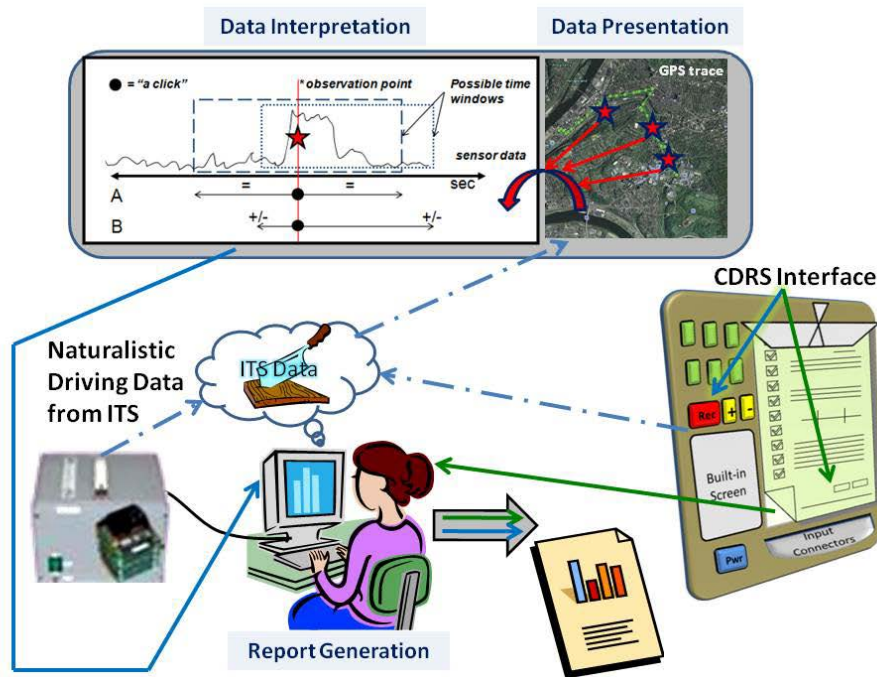 Data Interpretation
Data Presentation
● = “a click”
* observation point
Possible time
windows
GPS trace
sensor data
sec
A
=
=
B
+/-
+/-
CDRS Interface
Naturalistic
Driving Data
from ITS
ITS Data
Rec
+
-
Built-in
Screen
Input
Connectors
Pwr
Report Generation